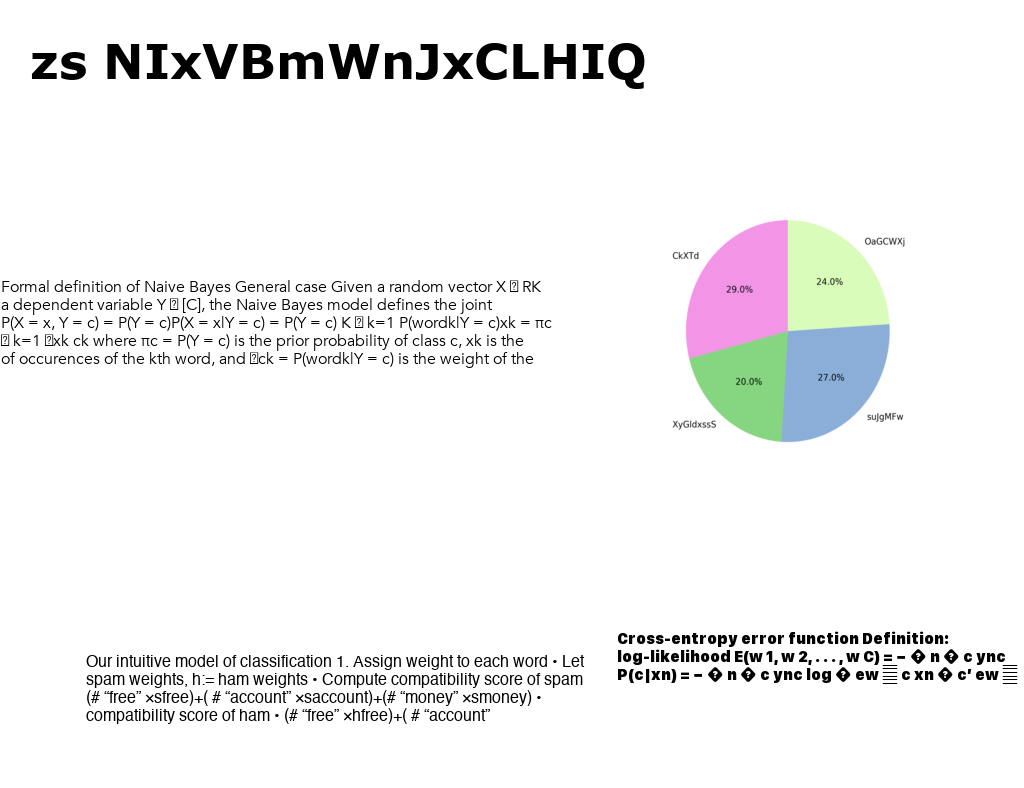 zs NIxVBmWnJxCLHIQ
Formal definition of Naive Bayes General case Given a random vector X � RK
a dependent variable Y � [C], the Naive Bayes model defines the joint
P(X = x, Y = c) = P(Y = c)P(X = x|Y = c) = P(Y = c) K � k=1 P(wordk|Y = c)xk = πc
� k=1 �xk ck where πc = P(Y = c) is the prior probability of class c, xk is the
of occurences of the kth word, and �ck = P(wordk|Y = c) is the weight of the
OaGCWXj
CkXTd
24.0%
29.0%
27.0%
20.0%
suJgMFw
XyGldxssS
Our intuitive model of classification 1. Assign weight to each word • Let
spam weights, h:= ham weights • Compute compatibility score of spam
(# “free” ×sfree)+( # “account” ×saccount)+(# “money” ×smoney) •
compatibility score of ham • (# “free” ×hfree)+( # “account”
Cross-entropy error function Definition:
log-likelihood E(w 1, w 2, . . . , w C) = − � n � c ync
P(c|xn) = − � n � c ync log � ew c xn � c′ ew